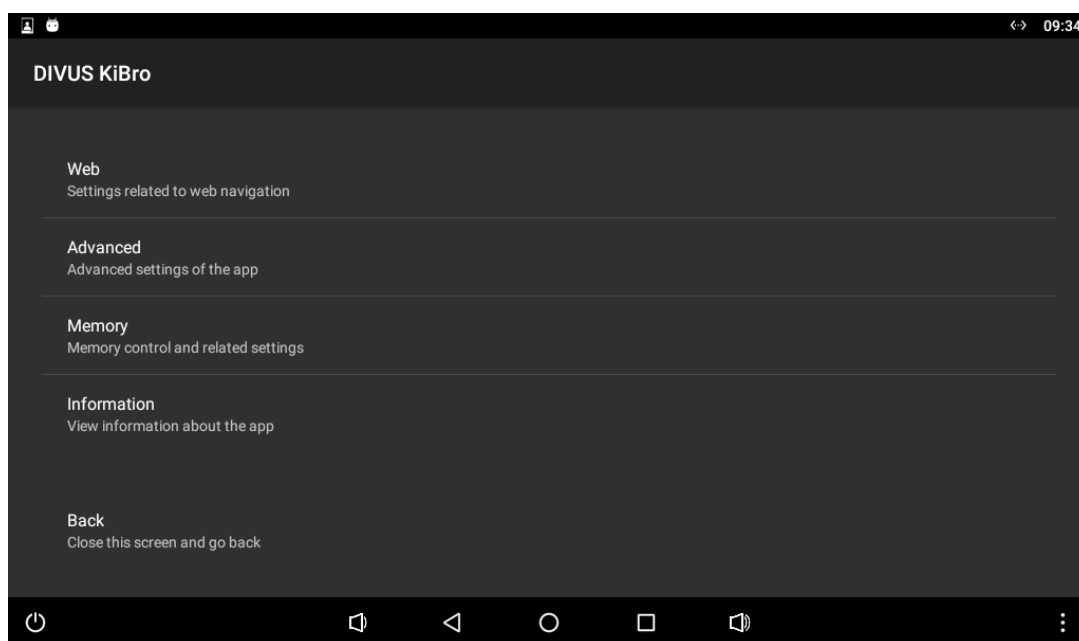 09:34
DIVUS KiBro
Web
Settings related to web navigation
Advanced
Advanced settings of the app
Memory
Memory control and related settings
Information
View information about the app
Back
Close this screen and go back